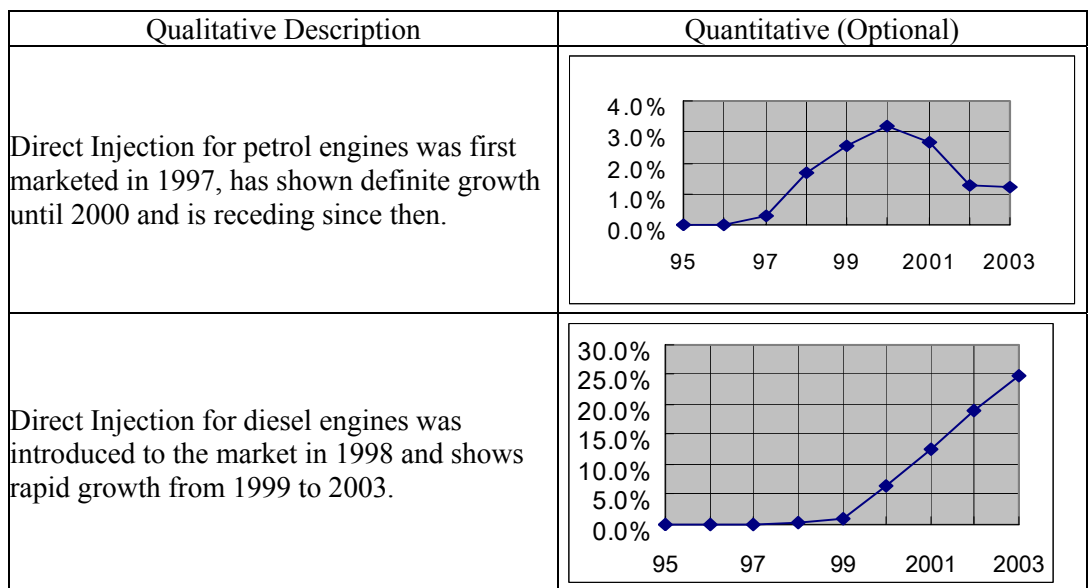 Qualitative Description
Quantitative (Optional)
Direct Injection for petrol engines was first
marketed in 1997, has shown definite growth
until 2000 and is receding since then.
4.0%
3.0%
2.0%
1.0%
0.0%
95 97 99 2001 2003
Direct Injection for diesel engines was
introduced to the market in 1998 and shows
rapid growth from 1999 to 2003.
30.0%
25.0%
20.0%
15.0%
10.0%
5.0%
0.0%
95 97 99 2001 2003